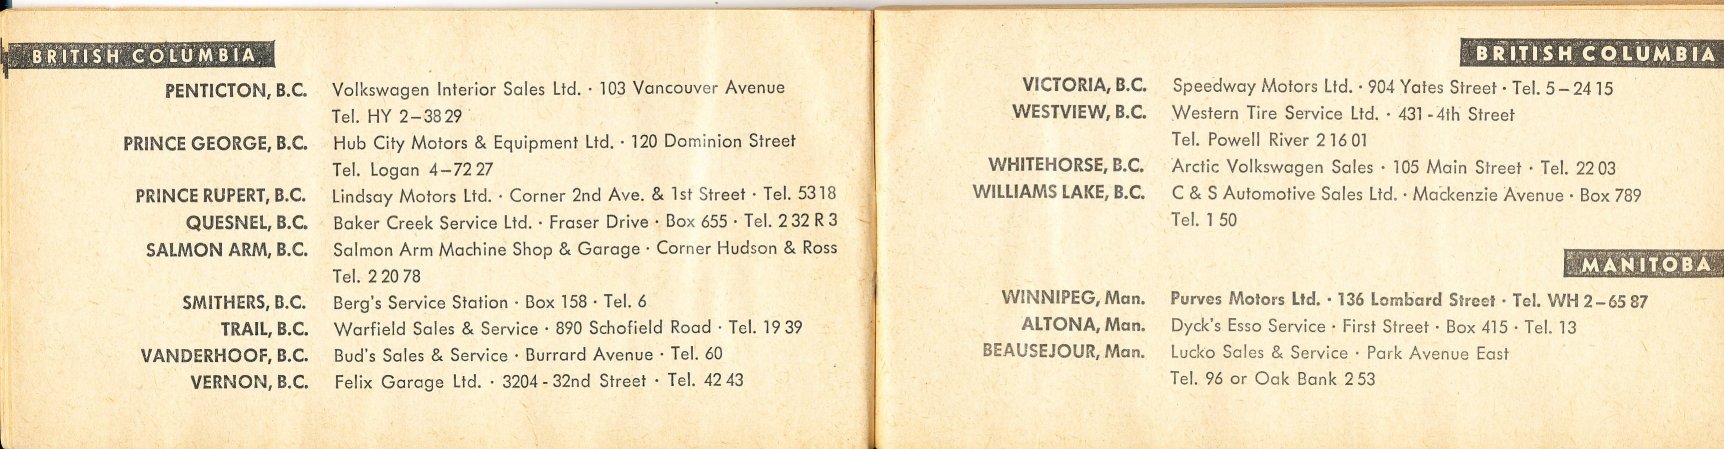 BRITISH COLUMBIA
PENTICTON, B.C. Volkswagen Interior Sales Ltd. · 103 Vancouver Avenue
Tel. HY 2–38 29
PRINCE GEORGE, B.C. Hub City Motors & Equipment Ltd. · 120 Dominion Street
Tel. Logan 4–72 27
PRINCE RUPERT, B.C. Lindsay Motors Ltd. · Corner 2nd Ave. & 1st Street · Tel. 53 18
QUESNEL, B.C. Baker Creek Service Ltd. · Fraser Drive · Box 655 · Tel. 2 32 R 3
SALMON ARM, B.C. Salmon Arm Machine Shop & Garage · Corner Hudson & Ross
Tel. 2 20 78
SMITHERS, B.C. Berg's Service Station · Box 158 · Tel. 6
TRAIL, B.C. Warfield Sales & Service · 890 Schofield Road · Tel. 19 39
VANDERHOOF, B.C. Bud's Sales & Service · Burrard Avenue · Tel. 60
VERNON, B.C. Felix Garage Ltd. · 3204 - 32nd Street · Tel. 42 43
BRITISH COLUMBIA
VICTORIA, B.C. Speedway Motors Ltd. · 904 Yates Street · Tel. 5–24 15
WESTVIEW, B.C. Western Tire Service Ltd. · 431 - 4th Street
Tel. Powell River 2 16 01
WHITEHORSE, B.C. Arctic Volkswagen Sales · 105 Main Street · Tel. 22 03
WILLIAMS LAKE, B.C. C & S Automotive Sales Ltd. · Mackenzie Avenue · Box 789
Tel. 1 50
MANITOBA
WINNIPEG, Man. Purves Motors Ltd. · 136 Lombard Street · Tel. WH 2–65 87
ALTONA, Man. Dyck's Esso Service · First Street · Box 415 · Tel. 13
BEAUSEJOUR, Man. Lucko Sales & Service · Park Avenue East
Tel. 96 or Oak Bank 2 53